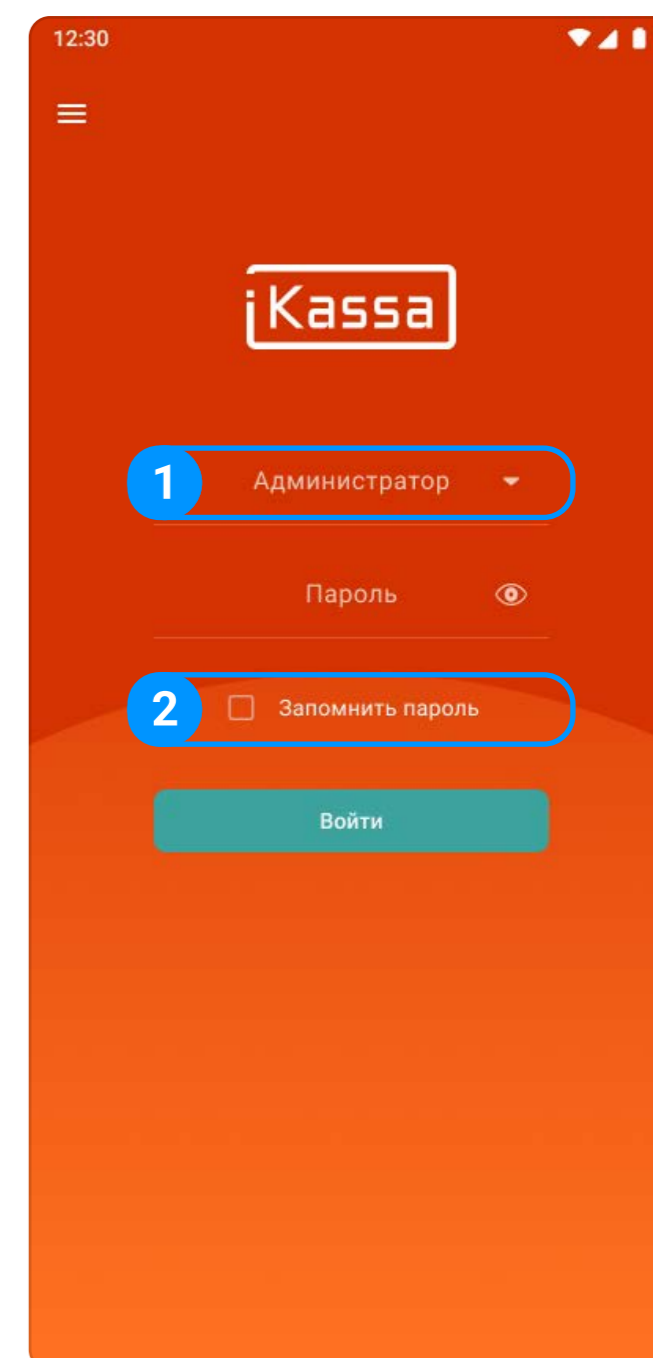 12:30
iKassa
1
Администратор
Пароль
2
Запомнить пароль
Войти